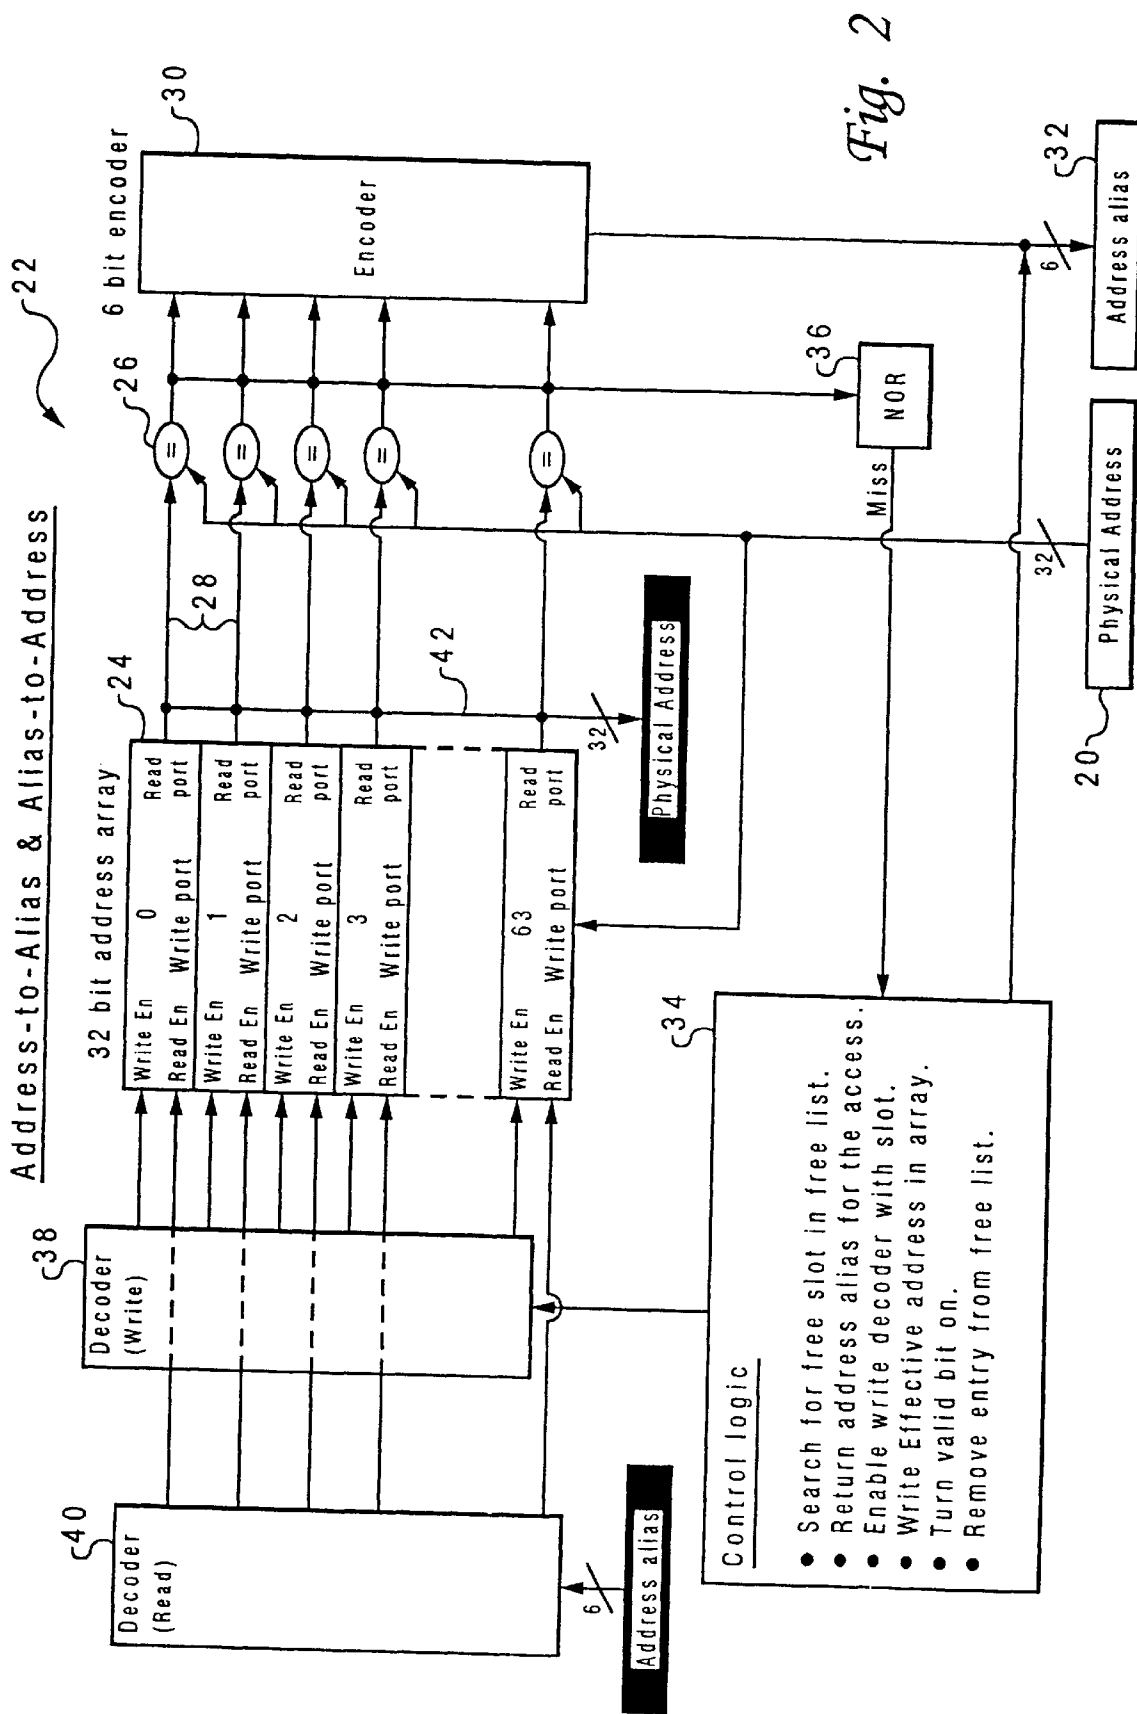 Address-to-Alias & Alias-to-Address
22
32 bit address array
24
28
26
6 bit encoder
30
Write En 0 Read port
Read En Write port
Write En 1 Read port
Read En Write port
Write En 2 Read port
Read En Write port
Write En 3 Read port
Read En Write port
Write En 63 Read port
Read En Write port
=
=
=
=
=
Encoder
38
Decoder
(Write)
40
Decoder
(Read)
42
32
Physical Address
6
Address alias
36
NOR
Miss
34
Control logic
● Search for free slot in free list.
● Return address alias for the access.
● Enable write decoder with slot.
● Write Effective address in array.
● Turn valid bit on.
● Remove entry from free list.
32
20
Physical Address
6
32
Address alias
Fig. 2